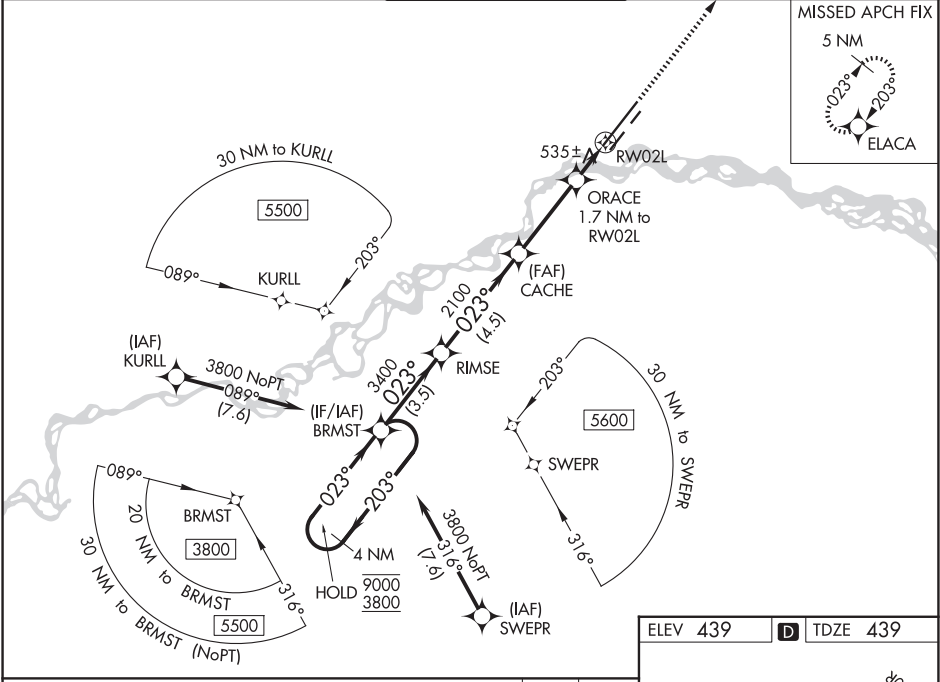 MISSED APCH FIX
5 NM
023°
203°
ELACA
30 NM to KURLL
5500
089°
203°
KURLL
535±
RW02L
ORACE
1.7 NM to
RW02L
(FAF)
CACHE
2100
023°
(4.5)
RIMSE
3400
023°
(3.5)
(IAF)
KURLL
3800 NoPT
089°
(7.6)
(IF/IAF)
BRMST
023°
203°
4 NM
HOLD
9000
3800
203°
30 NM to SWEPR
5600
SWEPR
316°
089°
BRMST
3800
20 NM to BRMST
316°
5500
30 NM to BRMST (NoPT)
3800 NoPT
316°
(7.6)
(IAF)
SWEPR
ELEV 439
D
TDZE 439